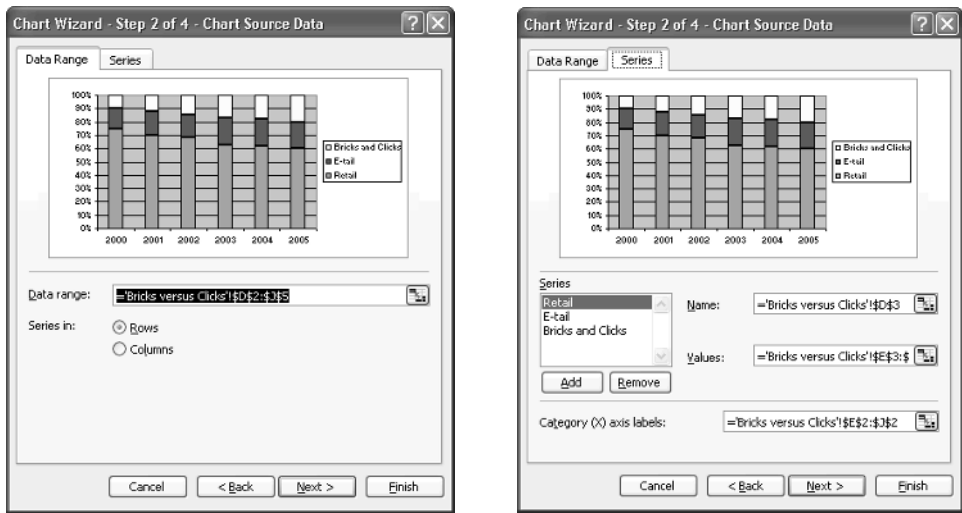 Chart Wizard - Step 2 of 4 - Chart Source Data
Data Range
Series
100%
90%
80%
70%
60%
50%
40%
30%
20%
10%
0%
2000 2001 2002 2003 2004 2005
Bricks and Clicks
E-tail
Retail
Data range:
='Bricks versus Clicks'!$D$2:$J$5
Series in:
Rows
Columns
Cancel
< Back
Next >
Finish
Chart Wizard - Step 2 of 4 - Chart Source Data
Data Range
Series
100%
90%
80%
70%
60%
50%
40%
30%
20%
10%
0%
2000 2001 2002 2003 2004 2005
Bricks and Clicks
E-tail
Retail
Series
Retail
E-tail
Bricks and Clicks
Add
Remove
Name:
='Bricks versus Clicks'!$D$3
Values:
='Bricks versus Clicks'!$E$3:$
Category (X) axis labels:
='Bricks versus Clicks'!$E$2:$J$2
Cancel
< Back
Next >
Finish